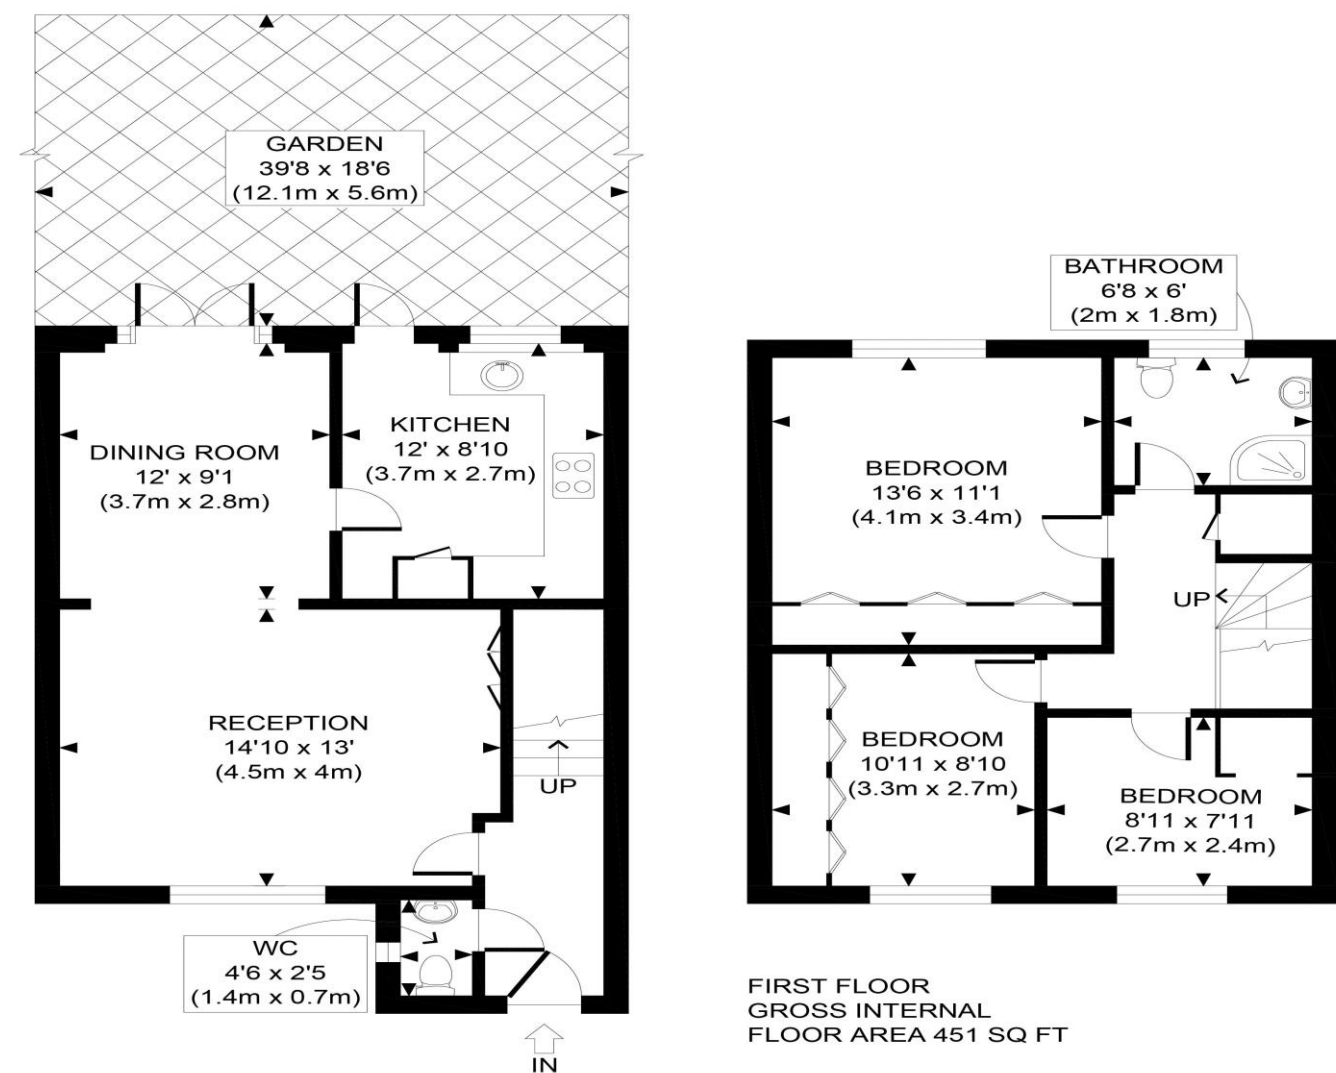 GARDEN
39'8 x 18'6
(12.1m x 5.6m)
DINING ROOM
12' x 9'1
(3.7m x 2.8m)
KITCHEN
12' x 8'10
(3.7m x 2.7m)
RECEPTION
14'10 x 13'
(4.5m x 4m)
UP
WC
4'6 x 2'5
(1.4m x 0.7m)
IN
BATHROOM
6'8 x 6'
(2m x 1.8m)
BEDROOM
13'6 x 11'1
(4.1m x 3.4m)
UP
BEDROOM
10'11 x 8'10
(3.3m x 2.7m)
BEDROOM
8'11 x 7'11
(2.7m x 2.4m)
FIRST FLOOR
GROSS INTERNAL
FLOOR AREA 451 SQ FT